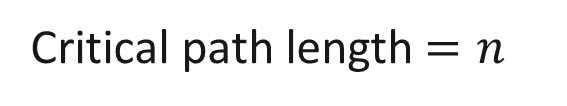 Critical path length = n